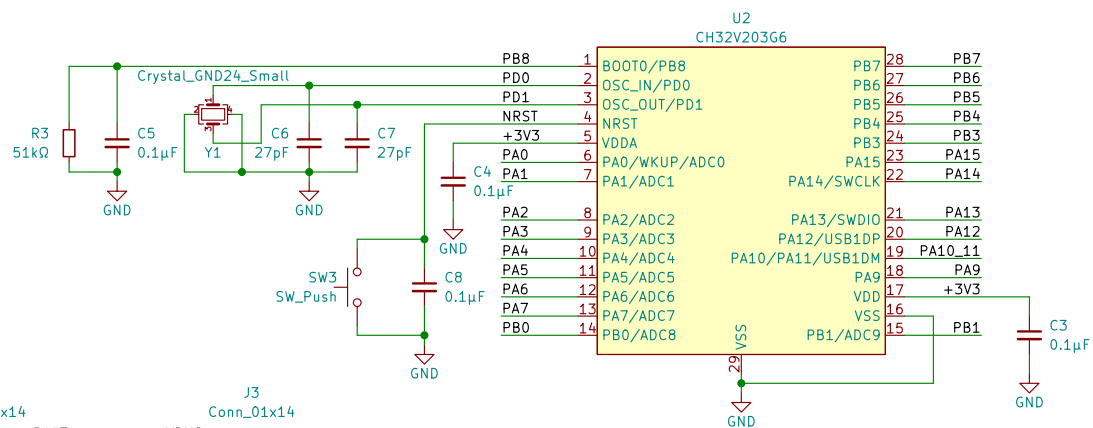 U2
CH32V203G6
PB8
1
BOOT0/PB8
PB7
28
PB7
Crystal_GND24_Small
PD0
2
OSC_IN/PD0
PB6
27
PB6
PD1
3
OSC_OUT/PD1
PB5
26
PB5
NRST
4
NRST
PB4
25
PB4
+3V3
5
VDDA
PB3
24
PB3
PA0
6
PA0/WKUP/ADC0
PA15
23
PA15
PA1
7
PA1/ADC1
PA14/SWCLK
22
PA14
PA2
8
PA2/ADC2
PA13/SWDIO
21
PA13
PA3
9
PA3/ADC3
PA12/USB1DP
20
PA12
PA4
10
PA4/ADC4
PA10/PA11/USB1DM
19
PA10_11
PA5
11
PA5/ADC5
PA9
18
PA9
PA6
12
PA6/ADC6
VDD
17
+3V3
PA7
13
PA7/ADC7
VSS
16
PB0
14
PB0/ADC8
PB1/ADC9
15
PB1
VSS
29
GND
R3
51kΩ
C5
0.1µF
GND
1
2
4
3
Y1
C6
27pF
C7
27pF
GND
C4
0.1µF
GND
SW3
SW_Push
C8
0.1µF
GND
C3
0.1µF
GND
x14
J3
Conn_01x14